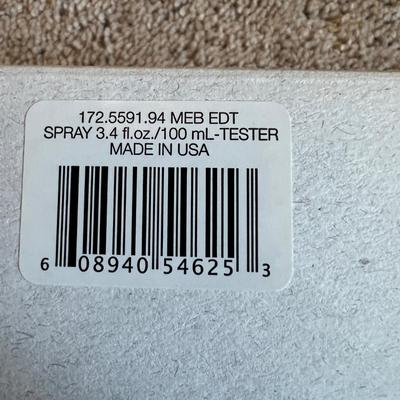 172.5591.94 MEB EDT
SPRAY 3.4 fl.oz./100 mL-TESTER
MADE IN USA
6 08940 54625 3